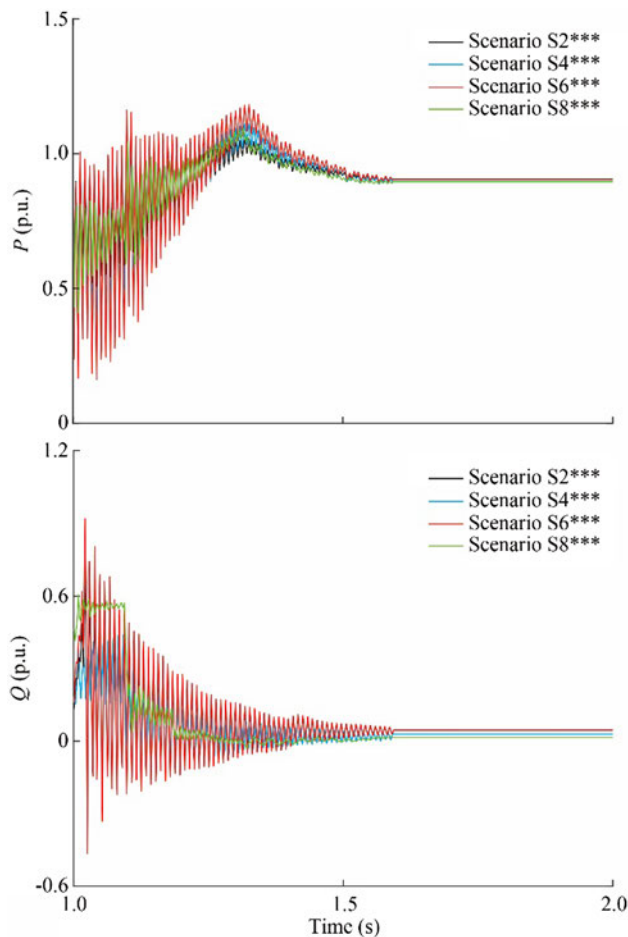 1.5
Scenario S2***
Scenario S4***
Scenario S6***
Scenario S8***
1.0
P (p.u.)
0.5
0
1.2
Scenario S2***
Scenario S4***
Scenario S6***
Scenario S8***
0.6
Q (p.u.)
0
-0.6
1.0 1.5 2.0
Time (s)